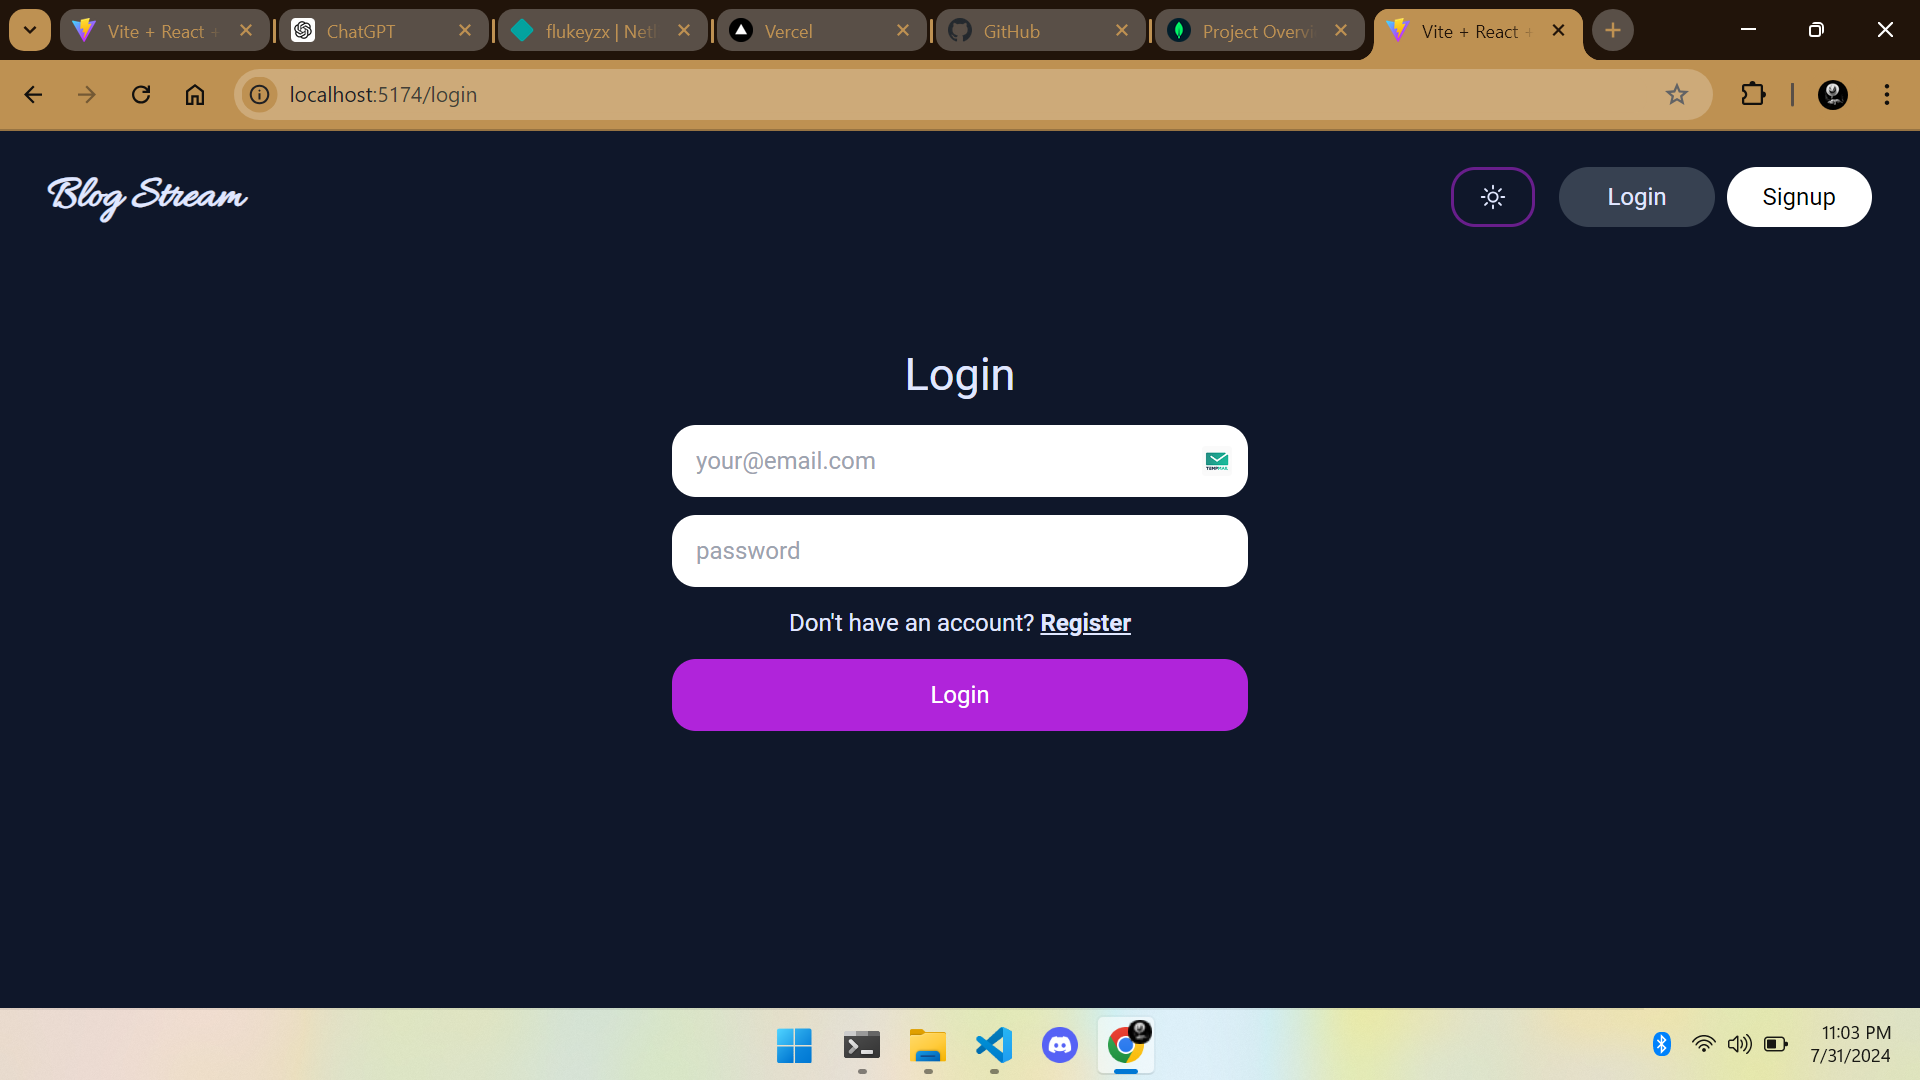 Vite + React +
ChatGPT
flukeyzx | Netl
Vercel
GitHub
Project Overvi
Vite + React +
localhost:5174/login
Blog Stream
Login
Signup
Login
your@email.com
password
Don't have an account? Register
Login
11:03 PM
7/31/2024